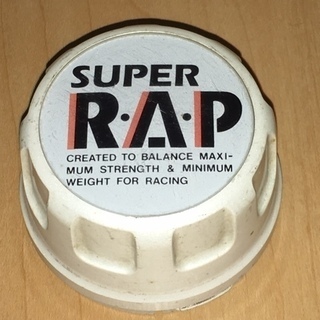 SUPER
R·A·P
CREATED TO BALANCE MAXI-
MUM STRENGTH & MINIMUM
WEIGHT FOR RACING